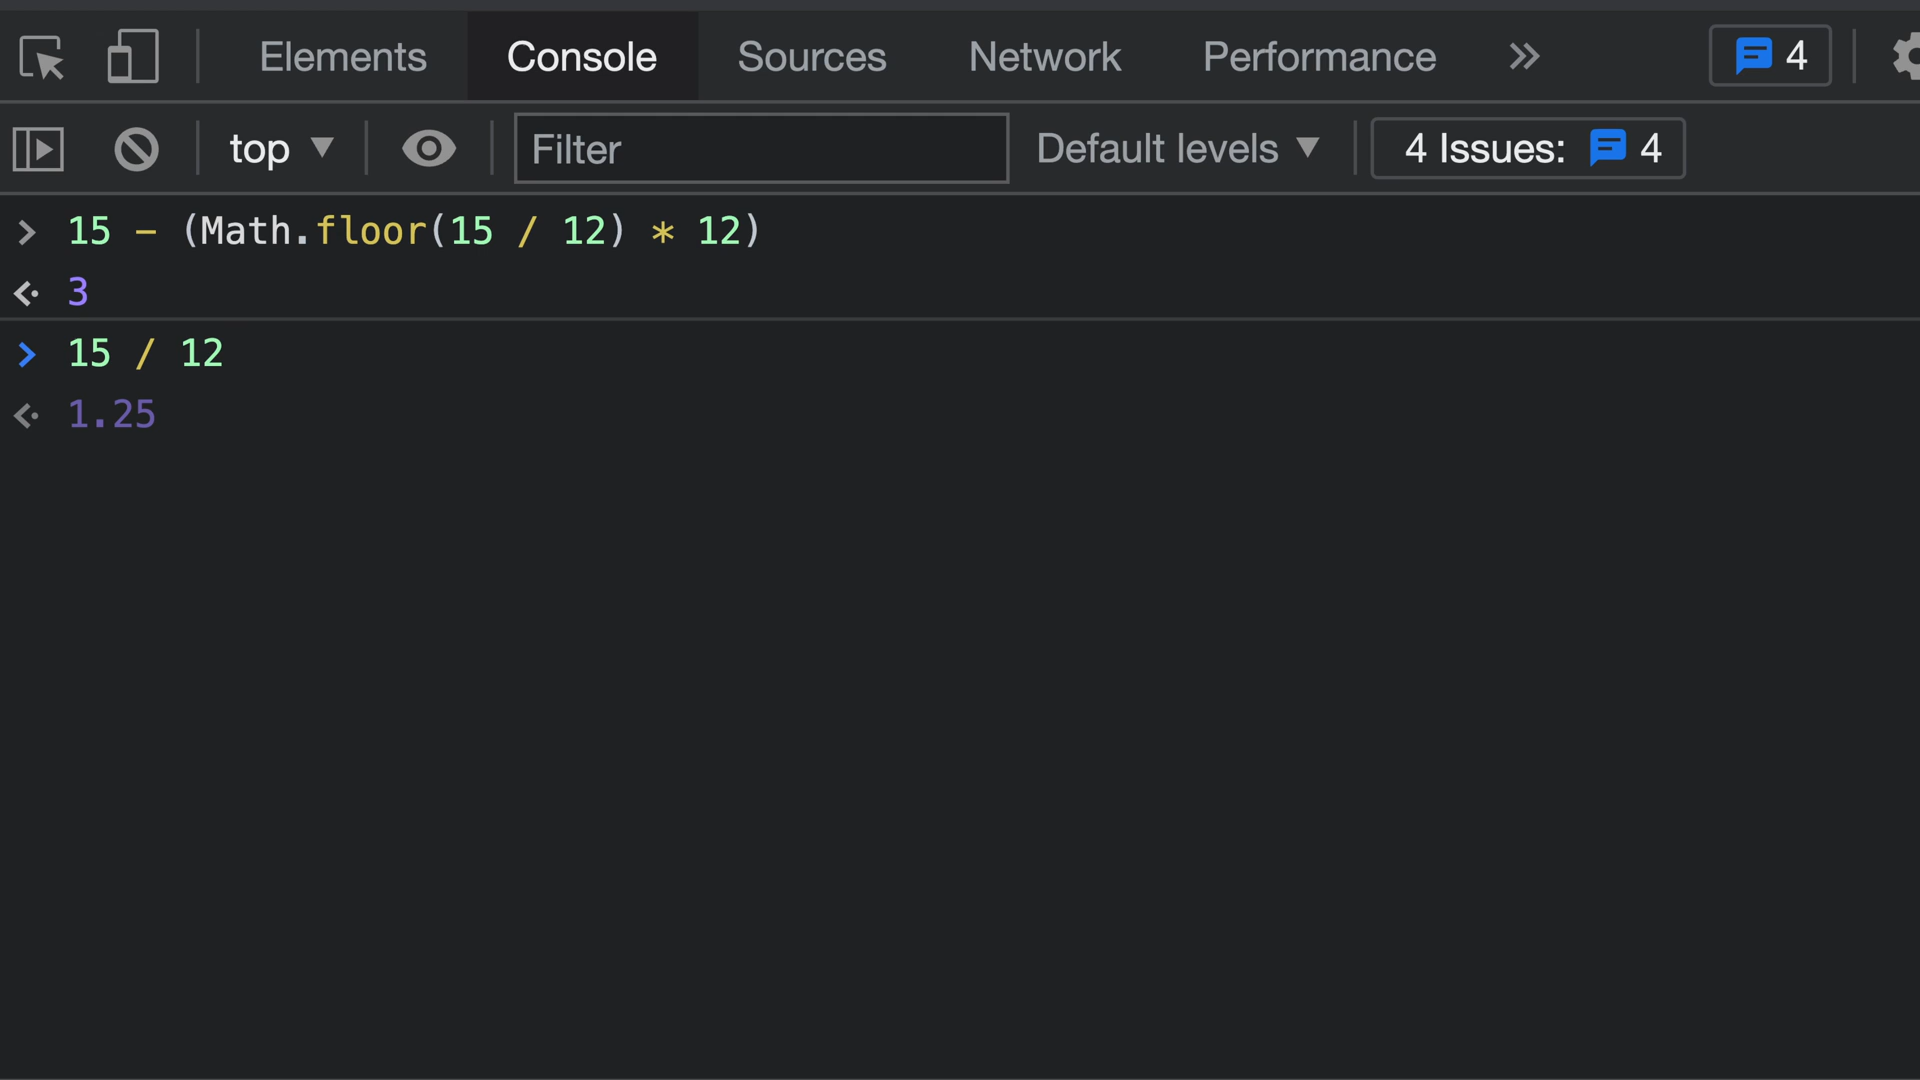 Elements Console Sources Network Performance 4
top Filter Default levels 4 Issues: 4
15 - (Math.floor(15 / 12) * 12)
3
15 / 12
1.25